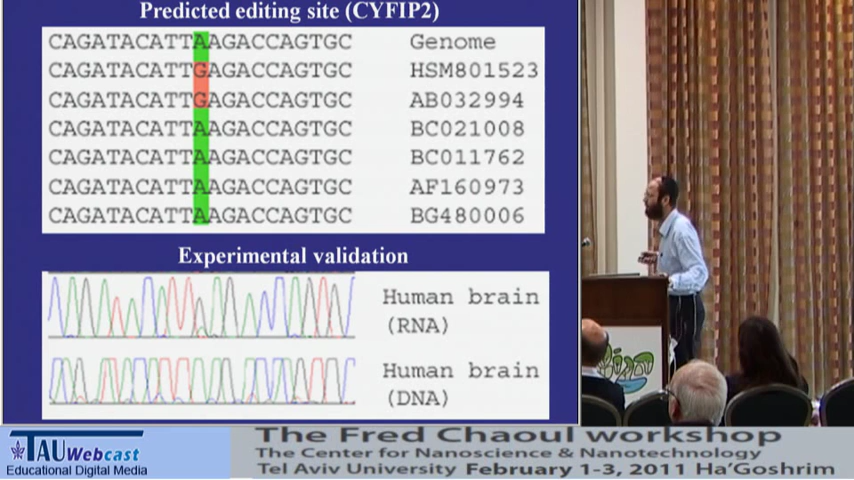 Predicted editing site (CYFIP2)
CAGATACATTAAGACCAGTGC Genome
CAGATACATTGAGACCAGTGC HSM801523
CAGATACATTGAGACCAGTGC AB032994
CAGATACATTAAGACCAGTGC BC021008
CAGATACATTAAGACCAGTGC BC011762
CAGATACATTAAGACCAGTGC AF160973
CAGATACATTAAGACCAGTGC BG480006
Experimental validation
Human brain
(RNA)
Human brain
(DNA)
TAUWebcast
Educational Digital Media
The Fred Chaoul workshop
The Center for Nanoscience & Nanotechnology
Tel Aviv University February 1-3, 2011 Ha'Goshrim